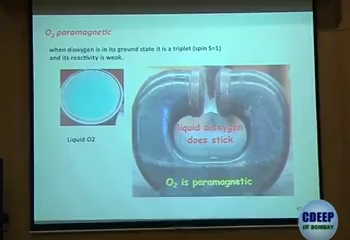 O₂ paramagnetic
when dioxygen is in its ground state it is a triplet (spin S=1)
and its reactivity is weak.
Liquid O2
liquid dioxygen
does stick
O₂ is paramagnetic
CDEEP
IIT BOMBAY